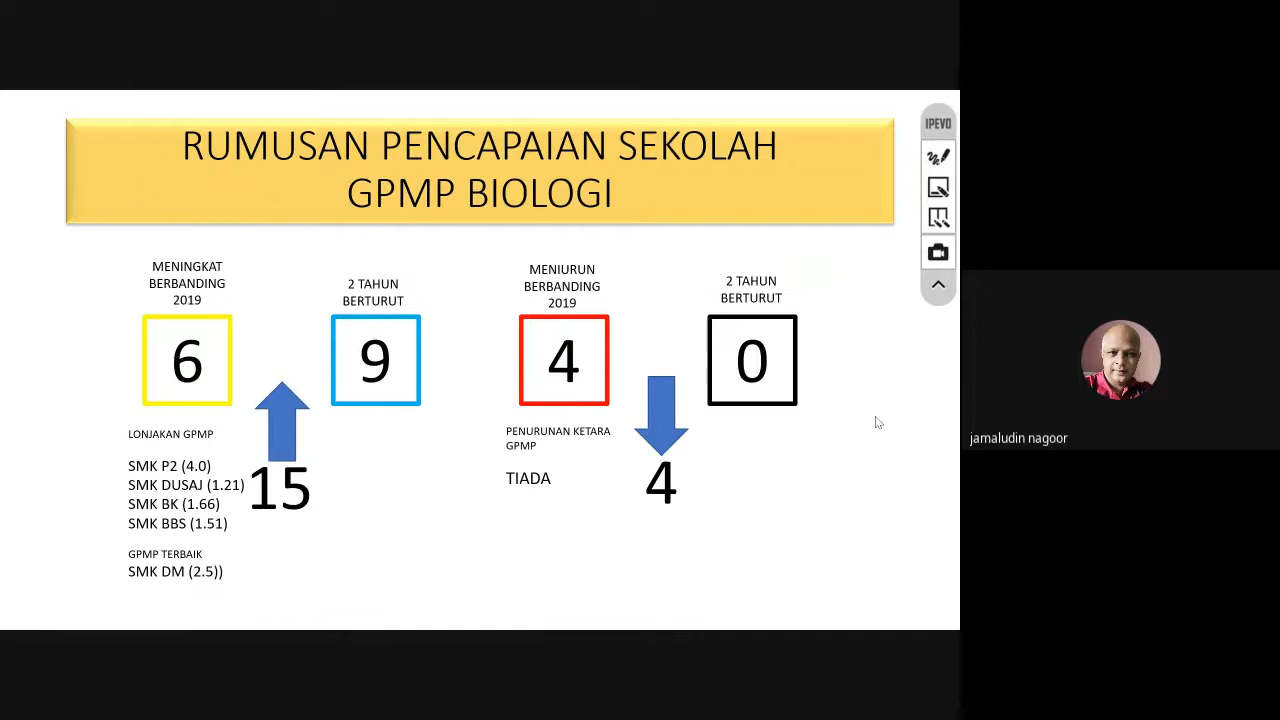 RUMUSAN PENCAPAIAN SEKOLAH
GPMP BIOLOGI
IPEVO
MENINGKAT
BERBANDING
2019
6
2 TAHUN
BERTURUT
9
MENIURUN
BERBANDING
2019
4
2 TAHUN
BERTURUT
0
LONJAKAN GPMP
SMK P2 (4.0)
SMK DUSAJ (1.21)
SMK BK (1.66)
SMK BBS (1.51)
15
GPMP TERBAIK
SMK DM (2.5))
PENURUNAN KETARA
GPMP
TIADA
4
jamaludin nagoor